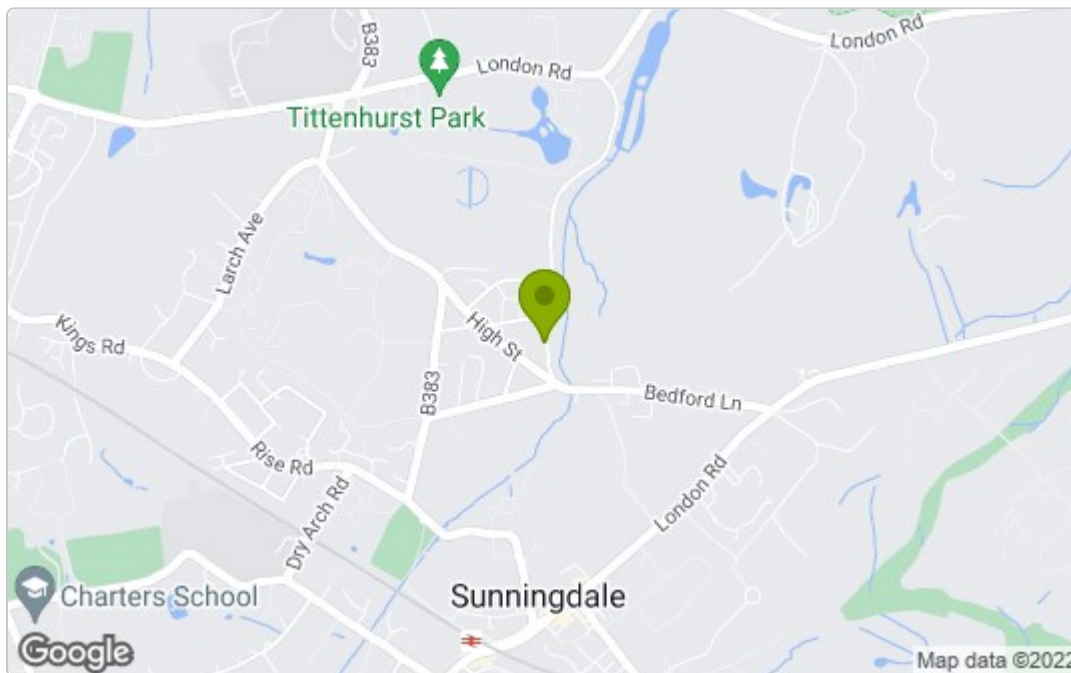 B383
London Rd
London Rd
Tittenhurst Park
Larch Ave
Kings Rd
High St
B383
Bedford Ln
Rise Rd
Dry Arch Rd
London Rd
Charters School
Sunningdale
Google
Map data ©2022